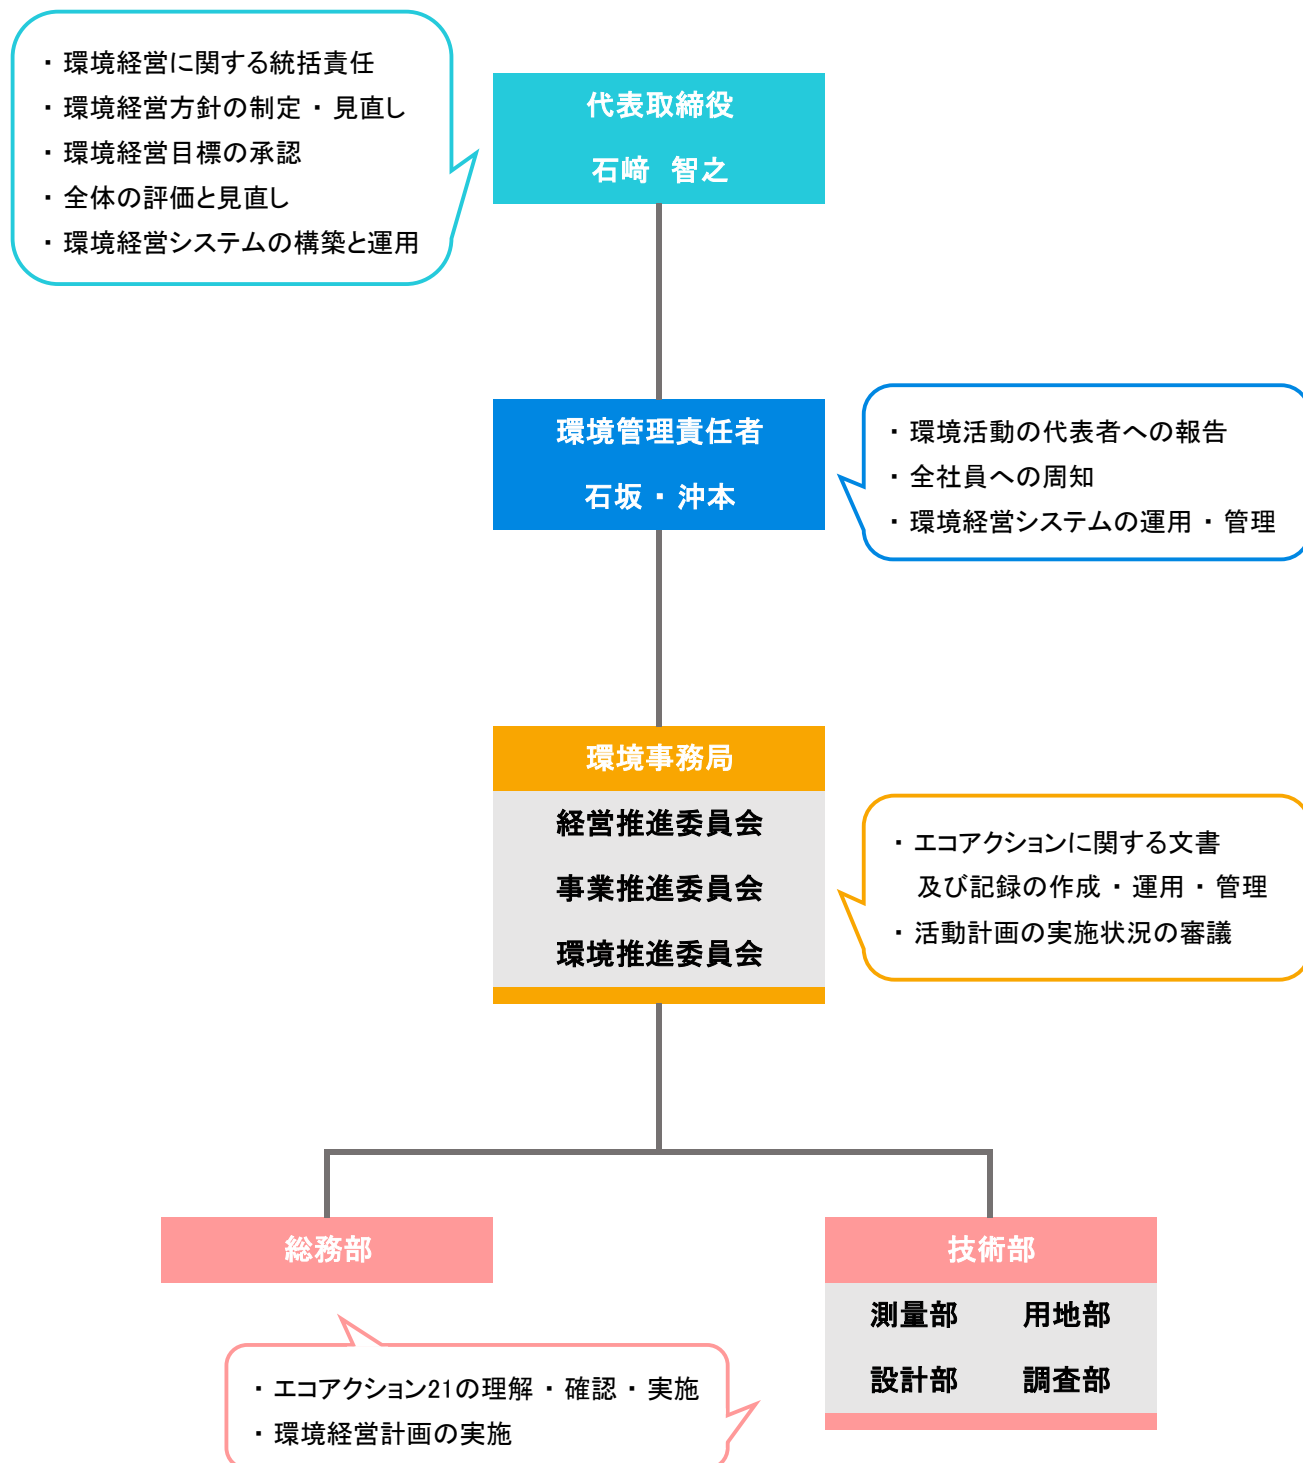 ・ 環境経営に関する統括責任
・ 環境経営方針の制定 ・ 見直し
・ 環境経営目標の承認
・ 全体の評価と見直し
・ 環境経営システムの構築と運用
代表取締役
石﨑　智之
環境管理責任者
石坂 ・ 沖本
・ 環境活動の代表者への報告
・ 全社員への周知
・ 環境経営システムの運用 ・ 管理
環境事務局
経営推進委員会
事業推進委員会
環境推進委員会
・ エコアクションに関する文書
及び記録の作成 ・ 運用 ・ 管理
・ 活動計画の実施状況の審議
総務部
技術部
測量部　　用地部
設計部　　調査部
・ エコアクション21の理解 ・ 確認 ・ 実施
・ 環境経営計画の実施